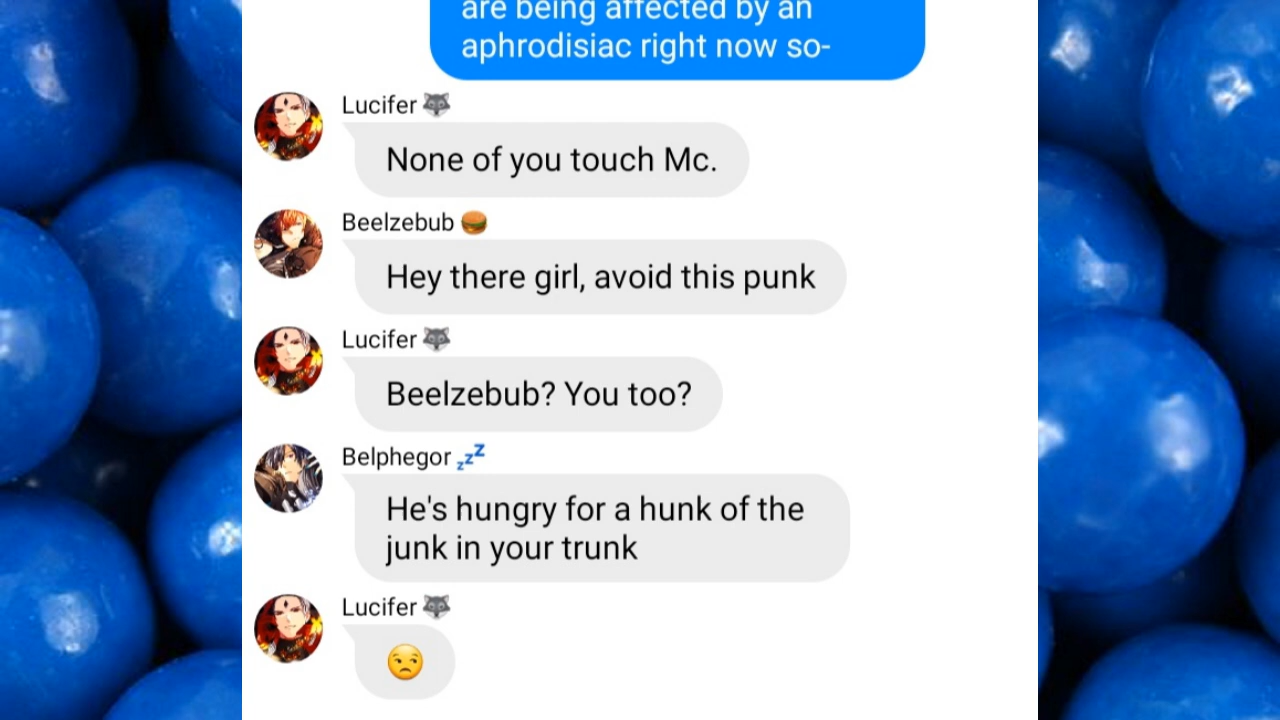 are being affected by an
aphrodisiac right now so-
Lucifer 🐺
None of you touch Mc.
Beelzebub 🍔
Hey there girl, avoid this punk
Lucifer 🐺
Beelzebub? You too?
Belphegor 💤
He's hungry for a hunk of the
junk in your trunk
Lucifer 🐺
😒